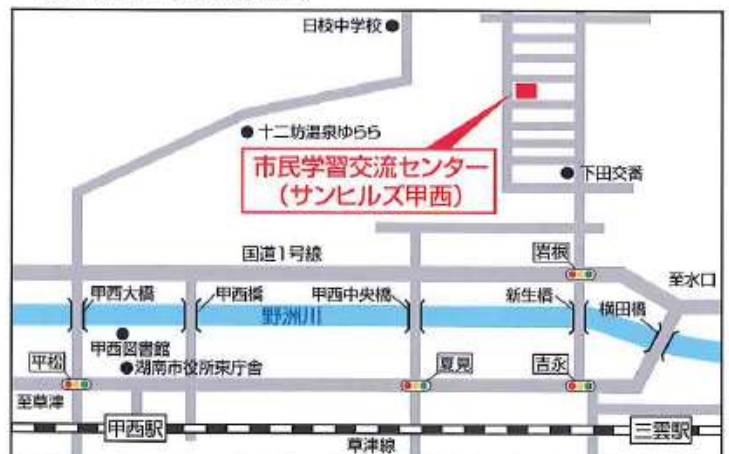 日枝中学校
十二坊温泉ゆらら
市民学習交流センター
(サンヒルズ甲西)
下田交番
国道1号線
岩根
至水口
甲西大橋
甲西橋
甲西中央橋
新生橋
横田橋
野洲川
甲西図書館
平松
湖南市役所東庁舎
夏見
吉永
至草津
甲西駅
三雲駅
草津線